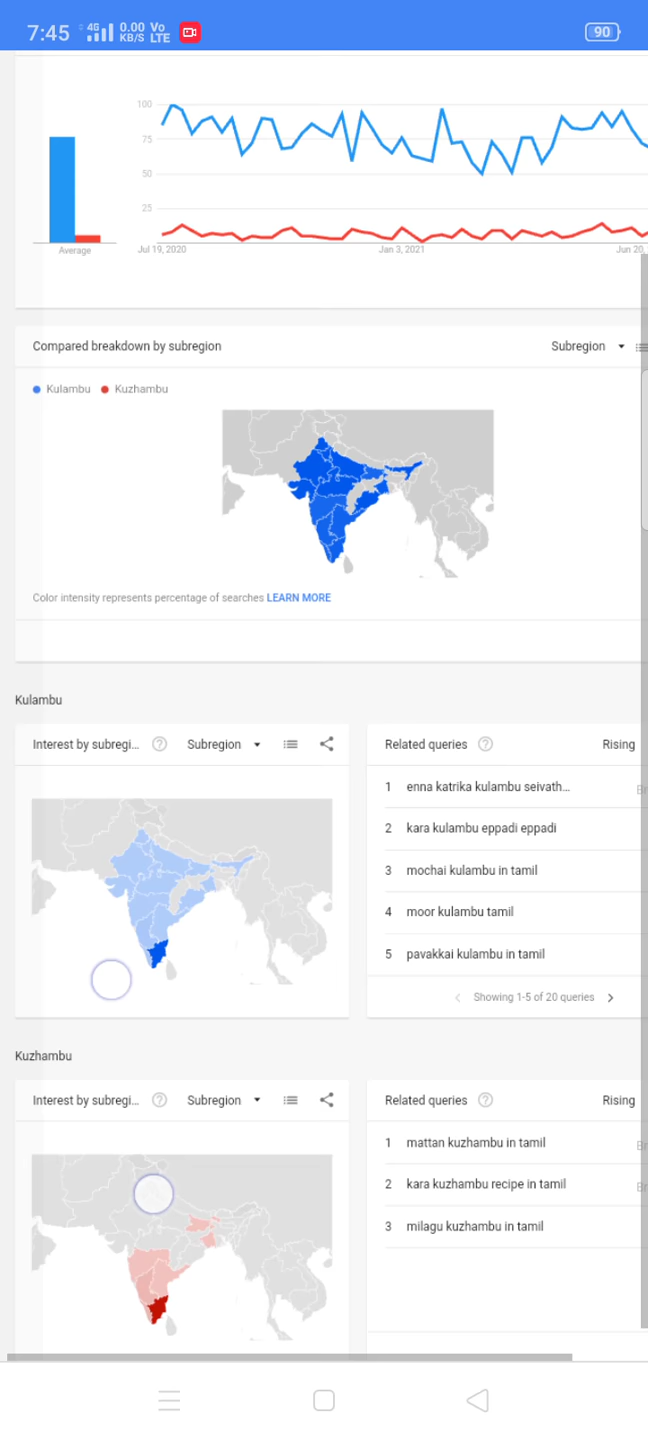 7:45 4G 0.00 KB/S Vo LTE 90
100
75
50
25
Average
Jul 19, 2020 Jan 3, 2021 Jun 20,
Compared breakdown by subregion Subregion
Kulambu Kuzhambu
Color intensity represents percentage of searches LEARN MORE
Kulambu
Interest by subregi... ? Subregion
Related queries ? Rising
1 enna katrika kulambu seivath... Br
2 kara kulambu eppadi eppadi
3 mochai kulambu in tamil
4 moor kulambu tamil
5 pavakkai kulambu in tamil
Showing 1-5 of 20 queries
Kuzhambu
Interest by subregi... ? Subregion
Related queries ? Rising
1 mattan kuzhambu in tamil Br
2 kara kuzhambu recipe in tamil Br
3 milagu kuzhambu in tamil